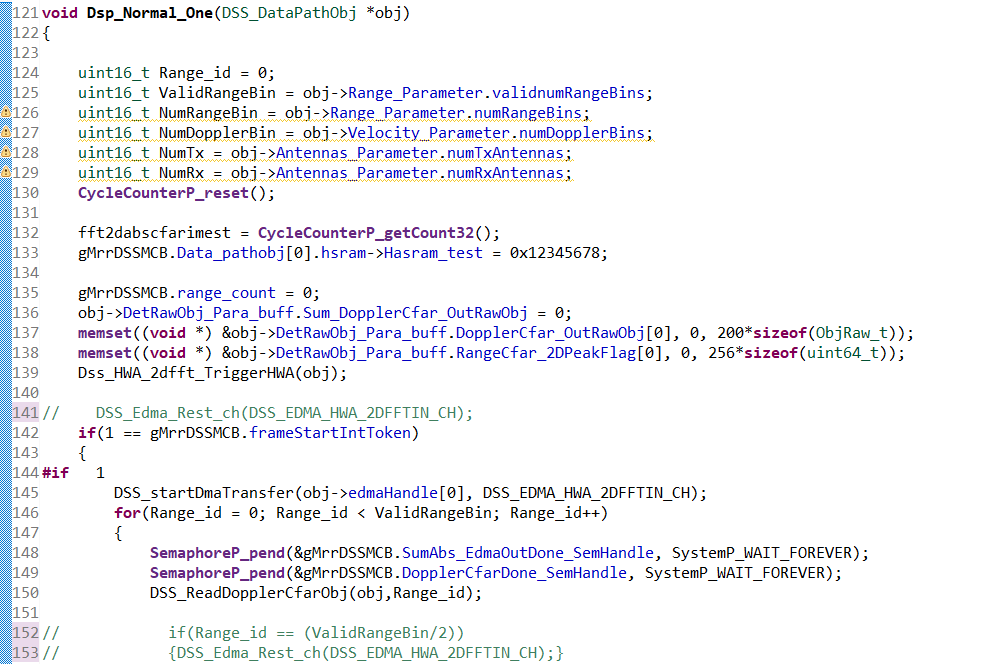 121 void Dsp_Normal_One(DSS_DataPathObj *obj)
122 {
123
124     uint16_t Range_id = 0;
125     uint16_t ValidRangeBin = obj->Range_Parameter.validnumRangeBins;
126     uint16_t NumRangeBin = obj->Range_Parameter.numRangeBins;
127     uint16_t NumDopplerBin = obj->Velocity_Parameter.numDopplerBins;
128     uint16_t NumTx = obj->Antennas_Parameter.numTxAntennas;
129     uint16_t NumRx = obj->Antennas_Parameter.numRxAntennas;
130     CycleCounterP_reset();
131
132     fft2dabscfarimest = CycleCounterP_getCount32();
133     gMrrDSSMCB.Data_pathobj[0].hsram->Hasram_test = 0x12345678;
134
135     gMrrDSSMCB.range_count = 0;
136     obj->DetRawObj_Para_buff.Sum_DopplerCfar_OutRawObj = 0;
137     memset((void *) &obj->DetRawObj_Para_buff.DopplerCfar_OutRawObj[0], 0, 200*sizeof(ObjRaw_t));
138     memset((void *) &obj->DetRawObj_Para_buff.RangeCfar_2DPeakFlag[0], 0, 256*sizeof(uint64_t));
139     Dss_HWA_2dfft_TriggerHWA(obj);
140
141 //    DSS_Edma_Rest_ch(DSS_EDMA_HWA_2DFFTIN_CH);
142     if(1 == gMrrDSSMCB.frameStartIntToken)
143     {
144 #if   1
145         DSS_startDmaTransfer(obj->edmaHandle[0], DSS_EDMA_HWA_2DFFTIN_CH);
146         for(Range_id = 0; Range_id < ValidRangeBin; Range_id++)
147         {
148             SemaphoreP_pend(&gMrrDSSMCB.SumAbs_EdmaOutDone_SemHandle, SystemP_WAIT_FOREVER);
149             SemaphoreP_pend(&gMrrDSSMCB.DopplerCfarDone_SemHandle, SystemP_WAIT_FOREVER);
150             DSS_ReadDopplerCfarObj(obj,Range_id);
151
152 //            if(Range_id == (ValidRangeBin/2))
153 //            {DSS_Edma_Rest_ch(DSS_EDMA_HWA_2DFFTIN_CH);}